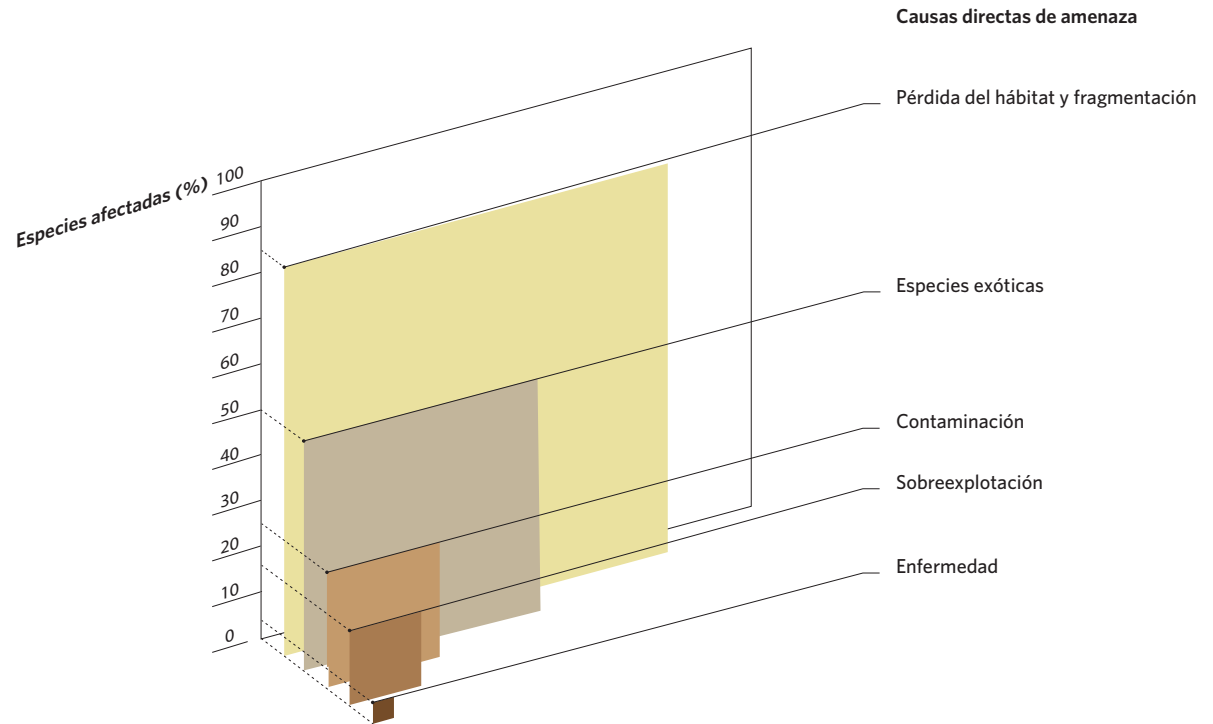 Causas directas de amenaza
Pérdida del hábitat y fragmentación
Especies afectadas (%)
100
90
80
70
60
50
40
30
20
10
0
Especies exóticas
Contaminación
Sobreexplotación
Enfermedad